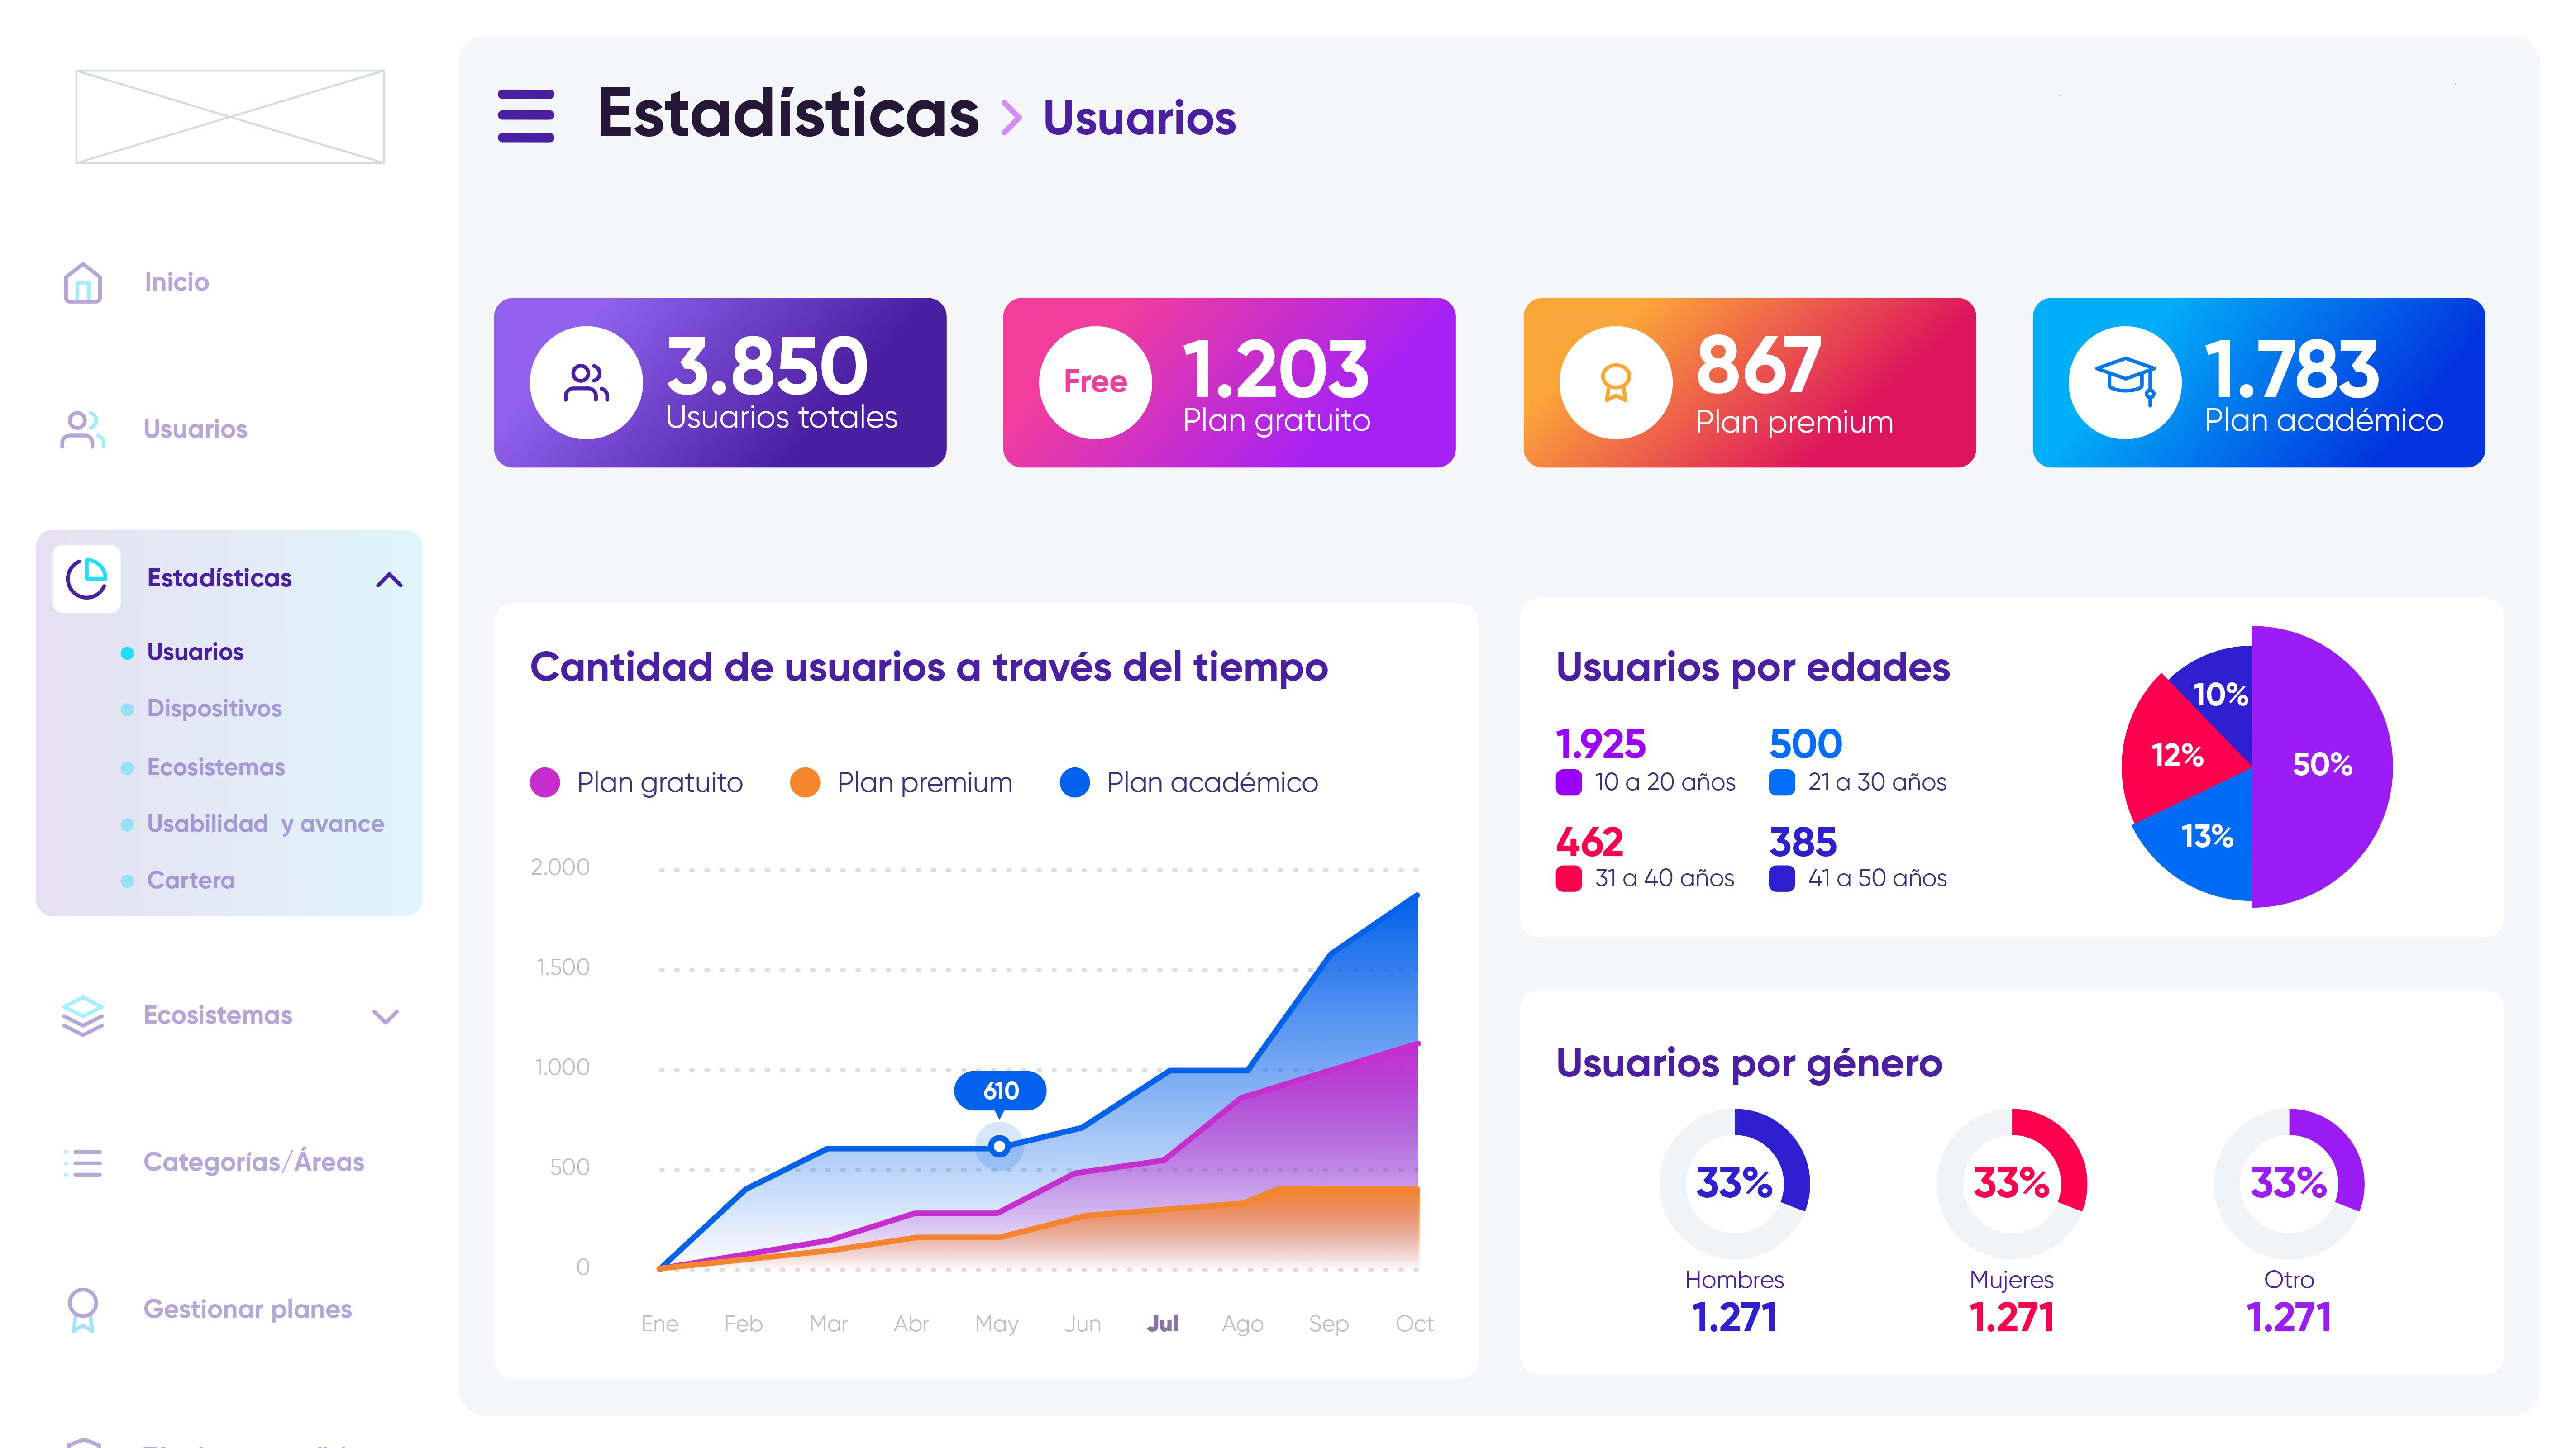 Estadísticas
Usuarios
Inicio
Usuarios
Estadísticas
Usuarios
Dispositivos
Ecosistemas
Usabilidad y avance
Cartera
Ecosistemas
Categorías/Áreas
Gestionar planes
3.850
Usuarios totales
Free
1.203
Plan gratuito
867
Plan premium
1.783
Plan académico
Cantidad de usuarios a través del tiempo
Plan gratuito
Plan premium
Plan académico
2.000
1.500
1.000
500
0
610
Ene Feb Mar Abr May Jun Jul Ago Sep Oct
Usuarios por edades
1.925
10 a 20 años
500
21 a 30 años
462
31 a 40 años
385
41 a 50 años
10%
12%
50%
13%
Usuarios por género
33%
Hombres
1.271
33%
Mujeres
1.271
33%
Otro
1.271